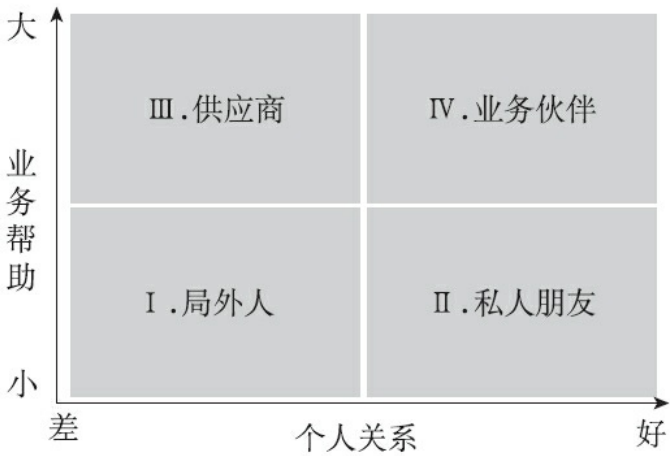 大
Ⅲ.供应商
Ⅳ.业务伙伴
业务帮助
Ⅰ.局外人
Ⅱ.私人朋友
小
差
个人关系
好